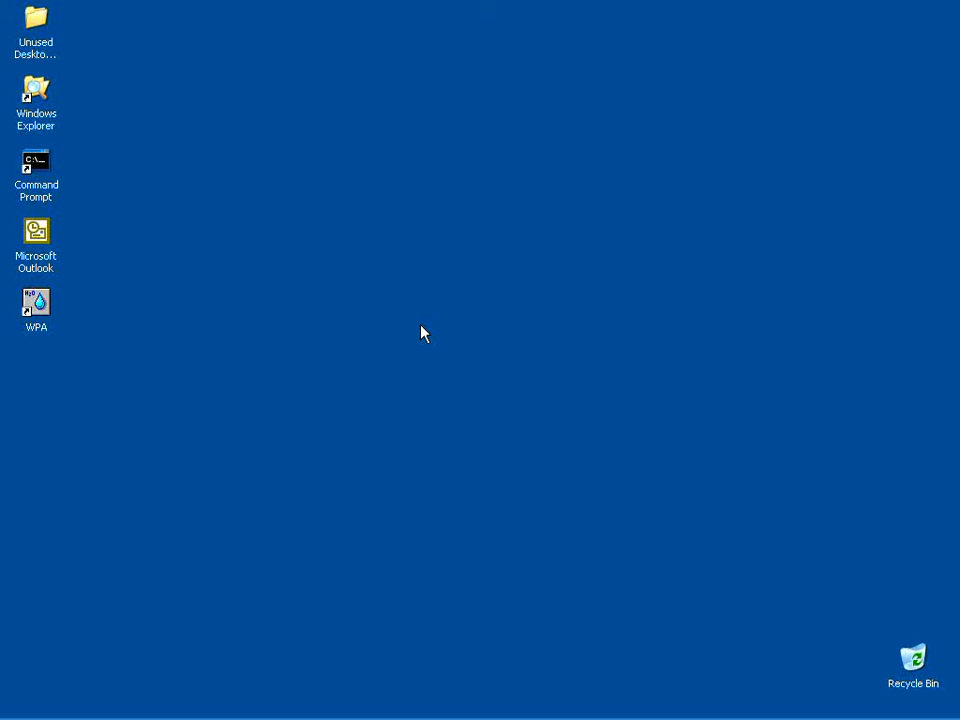 Unused
Deskto...
Windows
Explorer
C:\_
Command
Prompt
Microsoft
Outlook
H2O
WPA
Recycle Bin